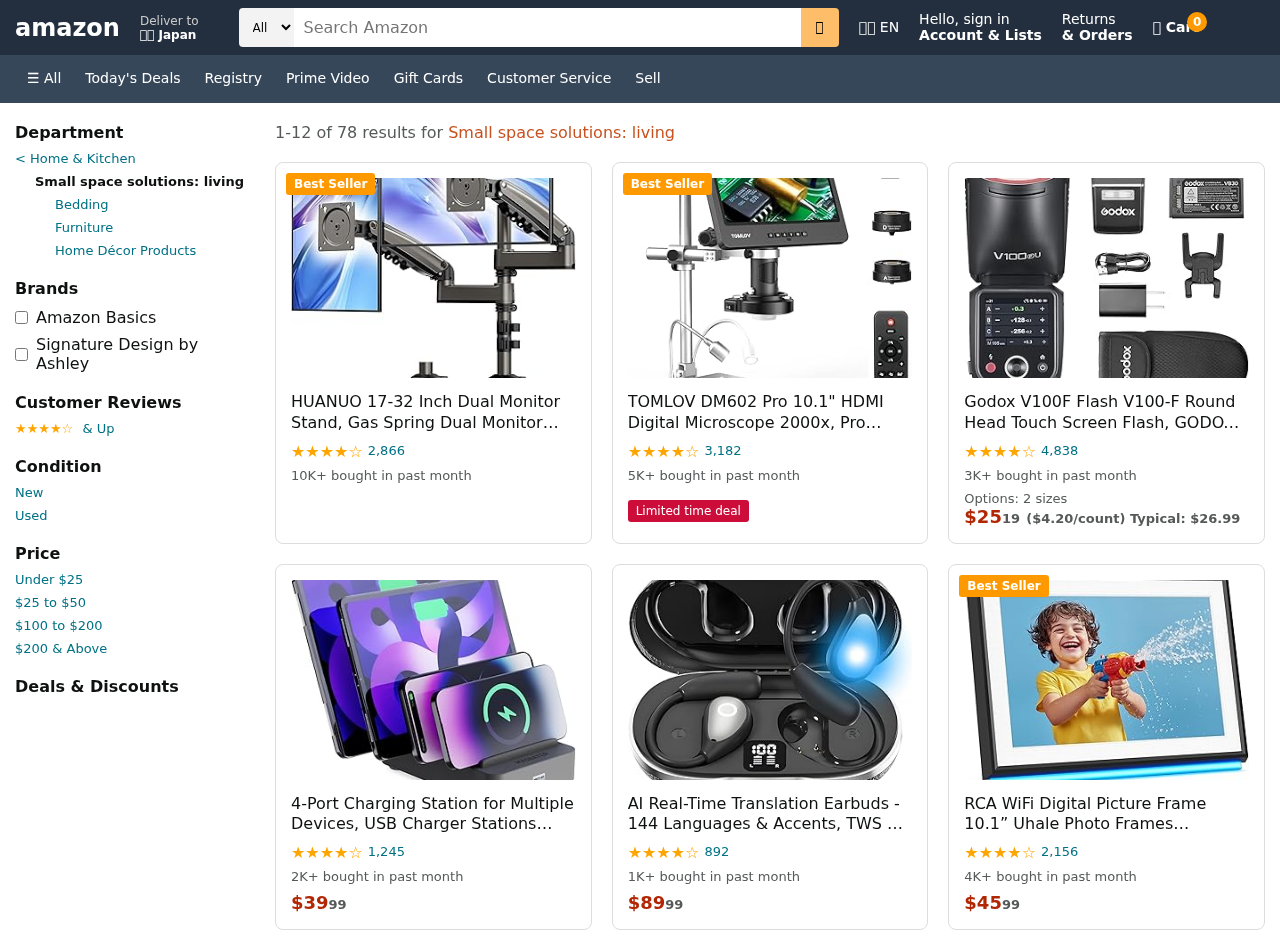 amazon
Deliver to
Japan
All
Search Amazon
EN
Hello, sign in
Account & Lists
Returns
& Orders
0
☰ All
Today's Deals
Registry
Prime Video
Gift Cards
Customer Service
Sell
Department
< Home & Kitchen
Small space solutions: living
Bedding
Furniture
Home Décor Products
Brands
Amazon Basics
Signature Design by
Ashley
Customer Reviews
★★★★☆ & Up
Condition
New
Used
Price
Under $25
$25 to $50
$100 to $200
$200 & Above
Deals & Discounts
1-12 of 78 results for Small space solutions: living
Best Seller
HUANUO 17-32 Inch Dual Monitor
Stand, Gas Spring Dual Monitor…
★★★★☆ 2,866
10K+ bought in past month
Best Seller
TOMLOV
TOMLOV DM602 Pro 10.1" HDMI
Digital Microscope 2000x, Pro…
★★★★☆ 3,182
5K+ bought in past month
Limited time deal
V100
Godox
Godox
Godox V100F Flash V100-F Round
Head Touch Screen Flash, GODO…
★★★★☆ 4,838
3K+ bought in past month
Options: 2 sizes
$2519 ($4.20/count) Typical: $26.99
4-Port Charging Station for Multiple
Devices, USB Charger Stations…
★★★★☆ 1,245
2K+ bought in past month
$3999
L
R
AI Real-Time Translation Earbuds -
144 Languages & Accents, TWS …
★★★★☆ 892
1K+ bought in past month
$8999
Best Seller
RCA WiFi Digital Picture Frame
10.1” Uhale Photo Frames…
★★★★☆ 2,156
4K+ bought in past month
$4599